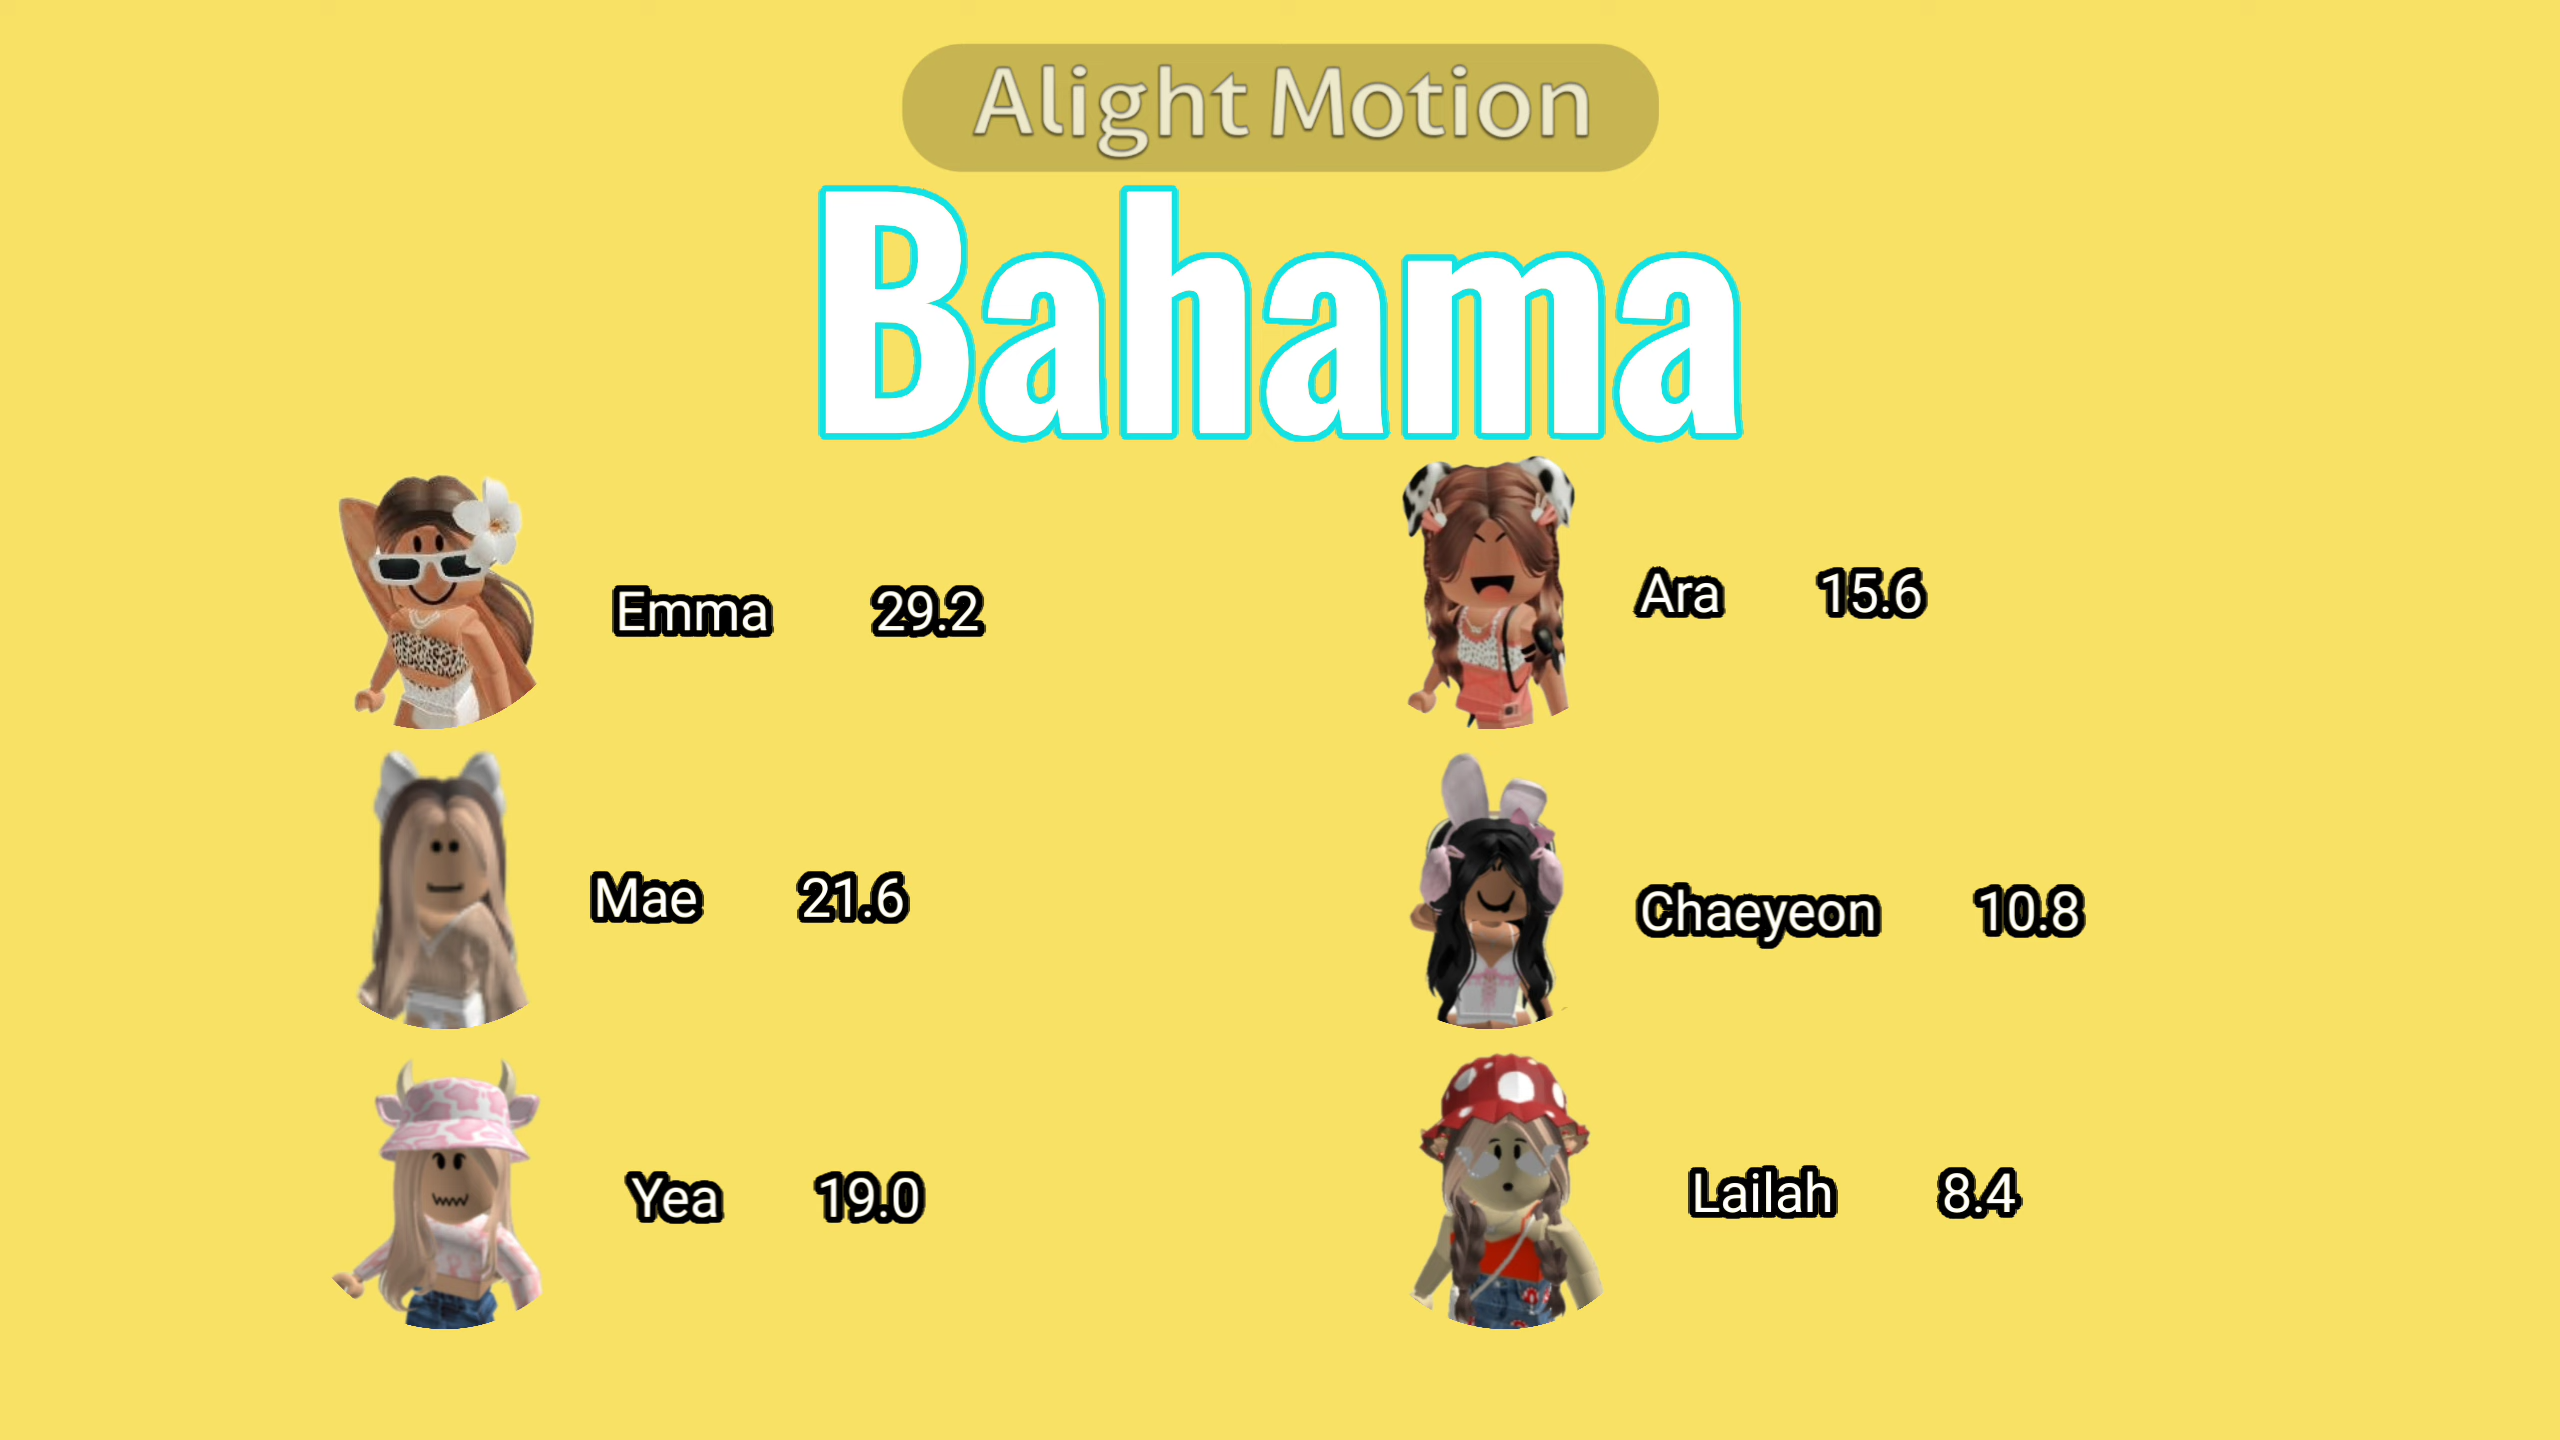 Alight Motion
Bahama
Emma 29.2
Ara 15.6
Mae 21.6
Chaeyeon 10.8
Yea 19.0
Lailah 8.4